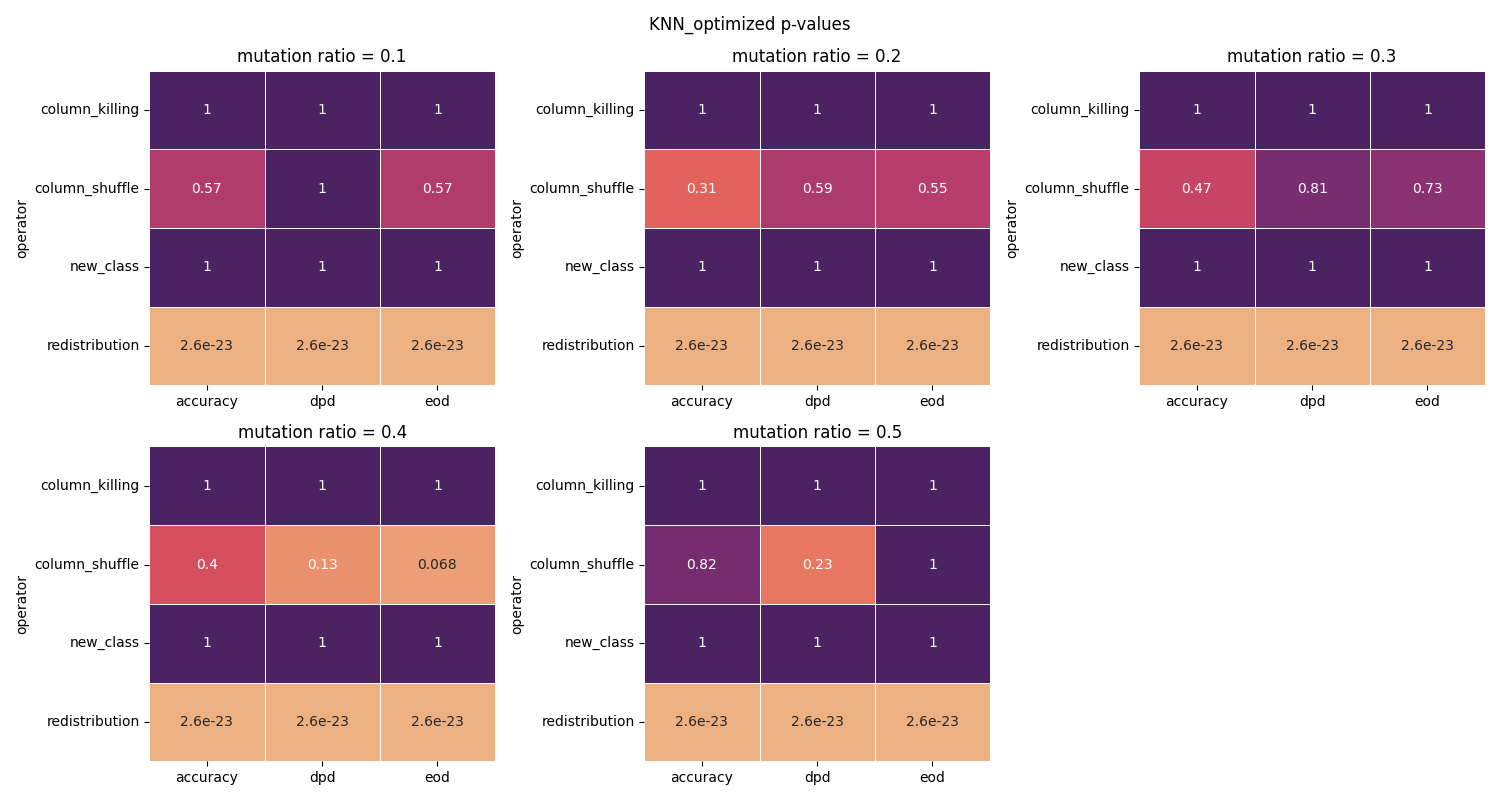 KNN_optimized p-values
mutation ratio = 0.1
operator
column_killing 1 1 1
column_shuffle 0.57 1 0.57
new_class 1 1 1
redistribution 2.6e-23 2.6e-23 2.6e-23
accuracy dpd eod
mutation ratio = 0.2
operator
column_killing 1 1 1
column_shuffle 0.31 0.59 0.55
new_class 1 1 1
redistribution 2.6e-23 2.6e-23 2.6e-23
accuracy dpd eod
mutation ratio = 0.3
operator
column_killing 1 1 1
column_shuffle 0.47 0.81 0.73
new_class 1 1 1
redistribution 2.6e-23 2.6e-23 2.6e-23
accuracy dpd eod
mutation ratio = 0.4
operator
column_killing 1 1 1
column_shuffle 0.4 0.13 0.068
new_class 1 1 1
redistribution 2.6e-23 2.6e-23 2.6e-23
accuracy dpd eod
mutation ratio = 0.5
operator
column_killing 1 1 1
column_shuffle 0.82 0.23 1
new_class 1 1 1
redistribution 2.6e-23 2.6e-23 2.6e-23
accuracy dpd eod